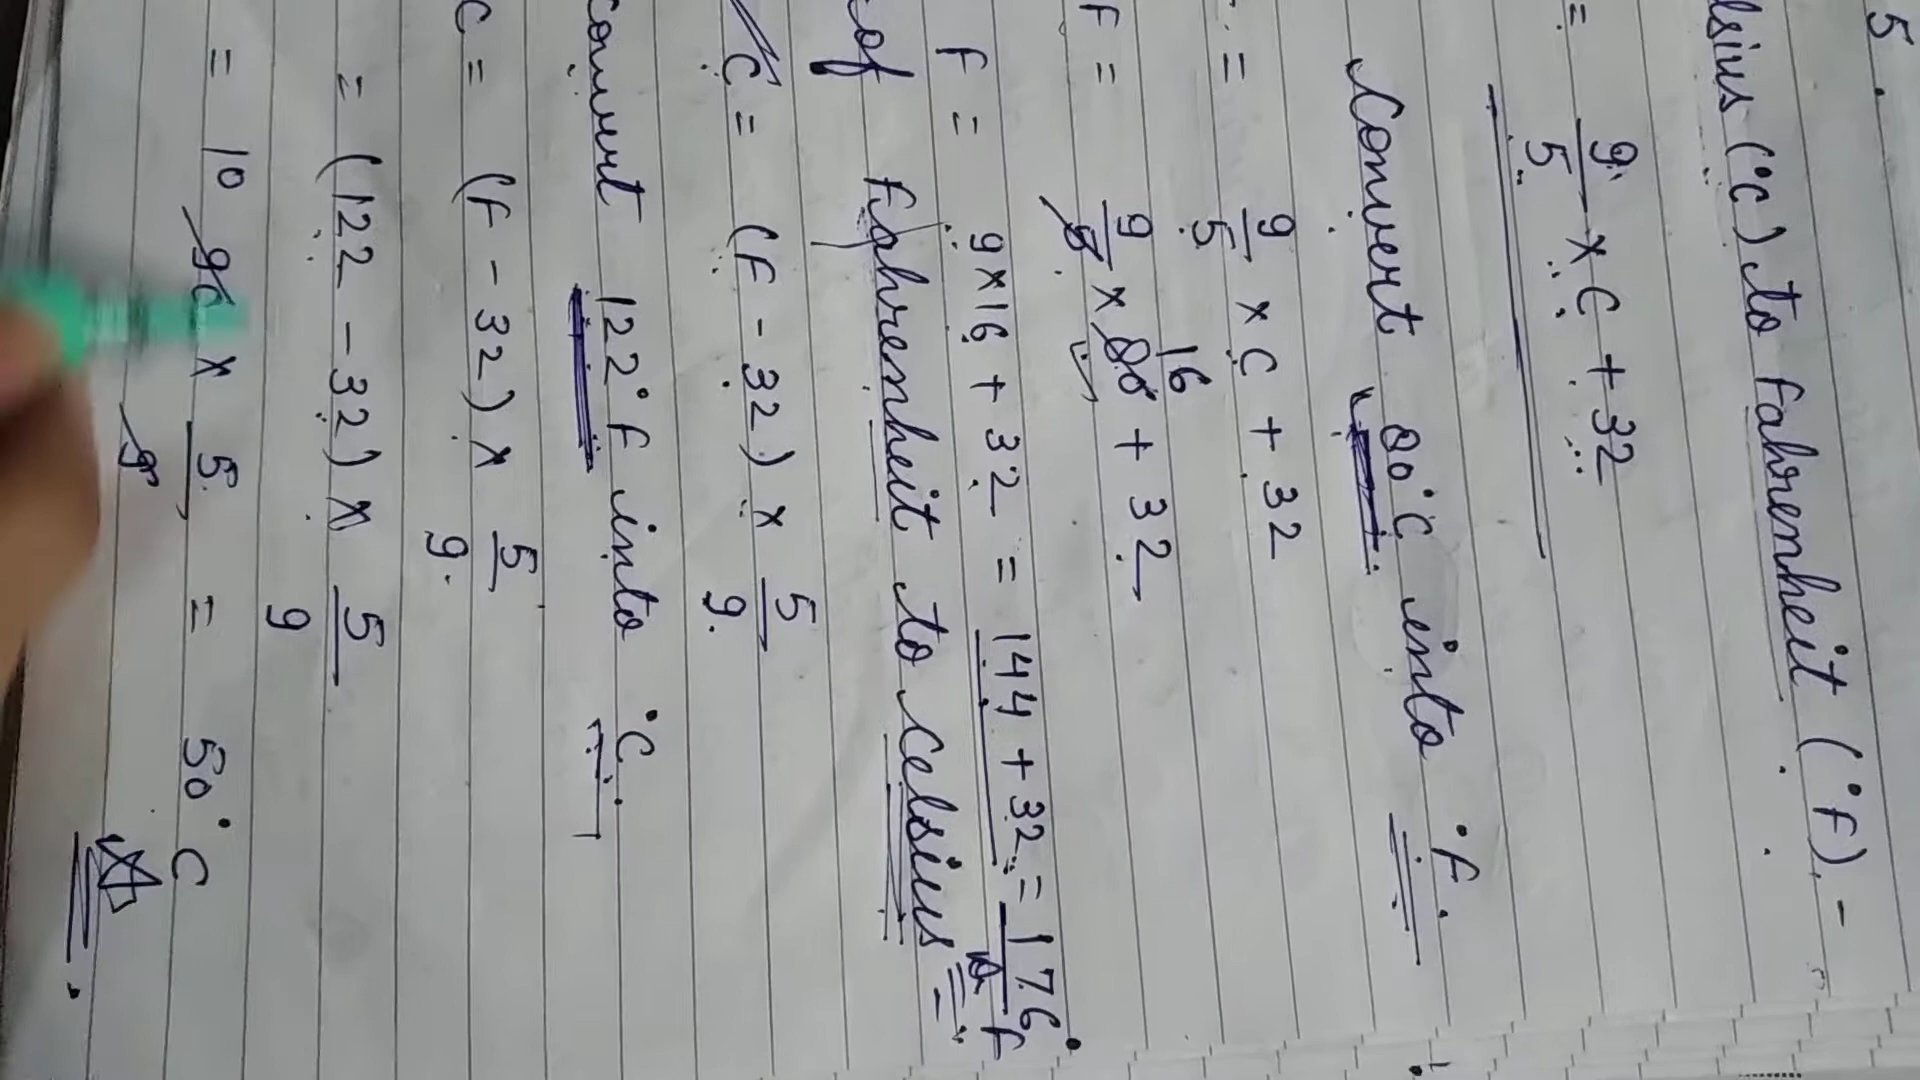 5.
lsius (°C) to Fahrenheit (°F).-
= 9/5 × C + 32
Convert 80°C into °F.
= 9/5 × C + 32
F = 9/5 × 80 + 32
16
F = 9×16 + 32 = 144 + 32 = 176°F
of Fahrenheit to Celsius =
C = (F - 32) × 5/9.
convert 122°F into °C.
C = (F - 32) × 5/9.
= (122 - 32) × 5/9
= 10 90 × 5/9 = 50°C